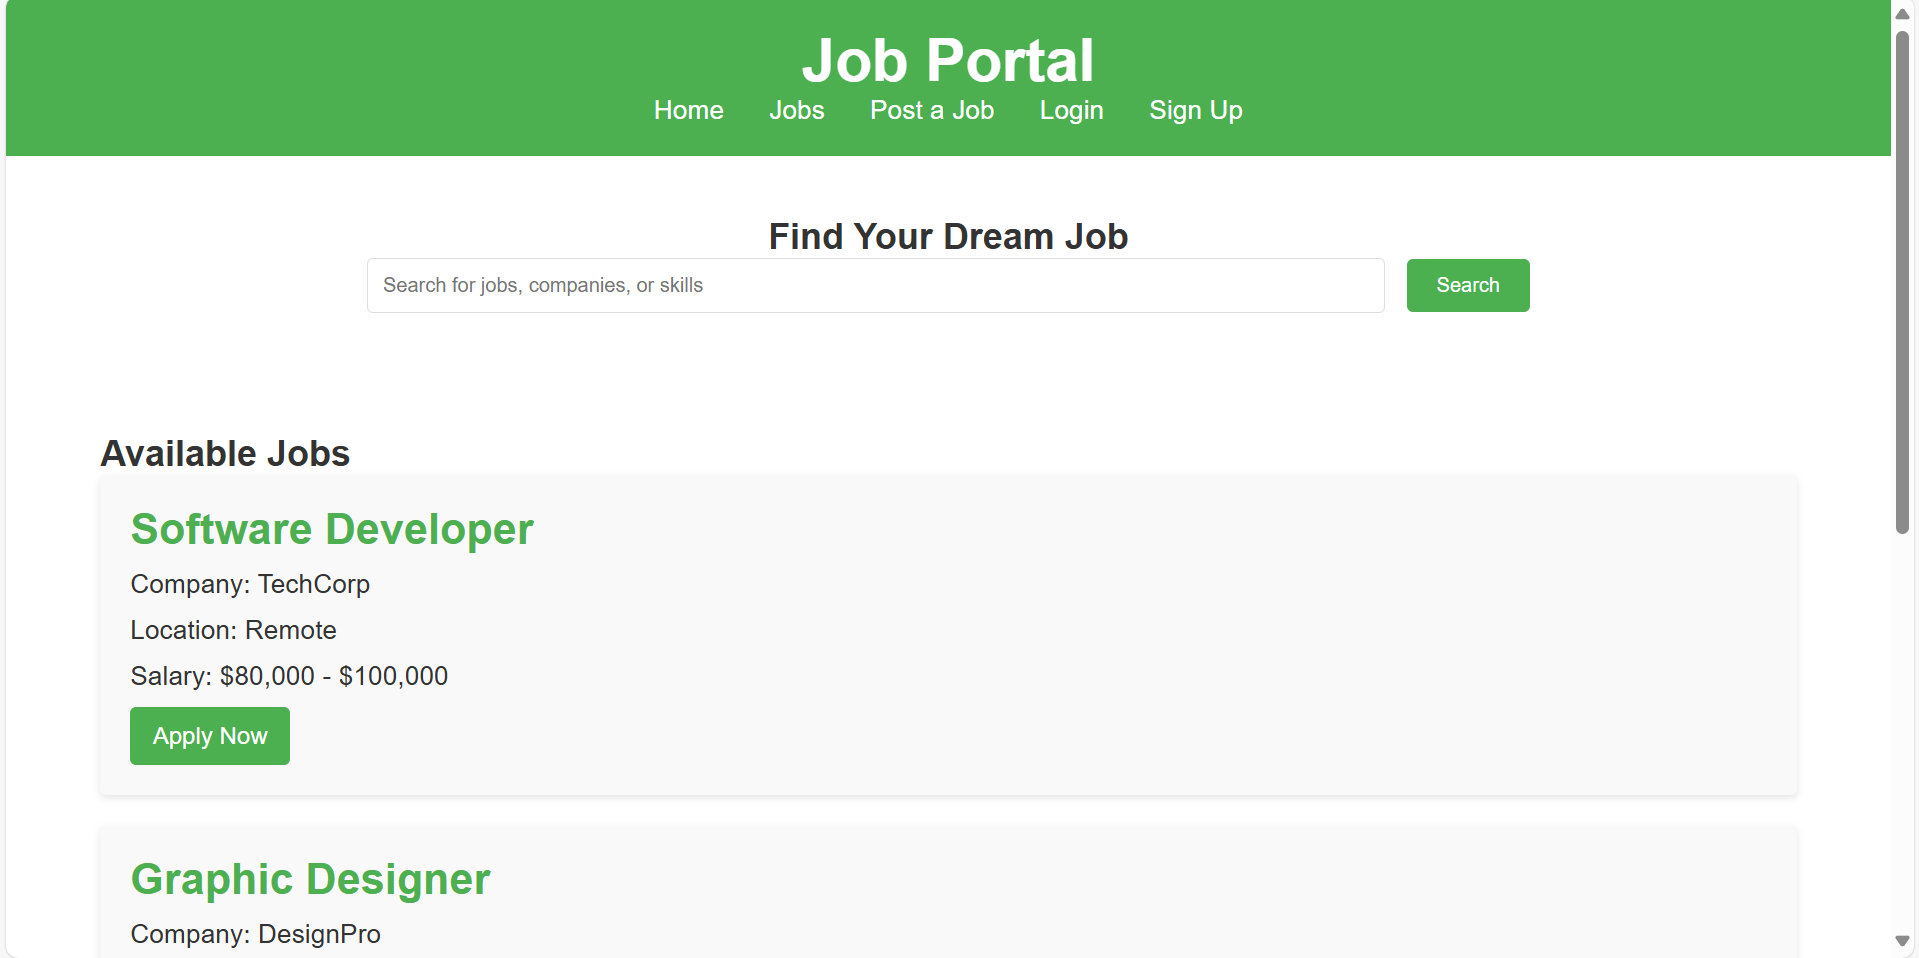 Job Portal
Home Jobs Post a Job Login Sign Up
Find Your Dream Job
Search for jobs, companies, or skills Search
Available Jobs
Software Developer
Company: TechCorp
Location: Remote
Salary: $80,000 - $100,000
Apply Now
Graphic Designer
Company: DesignPro